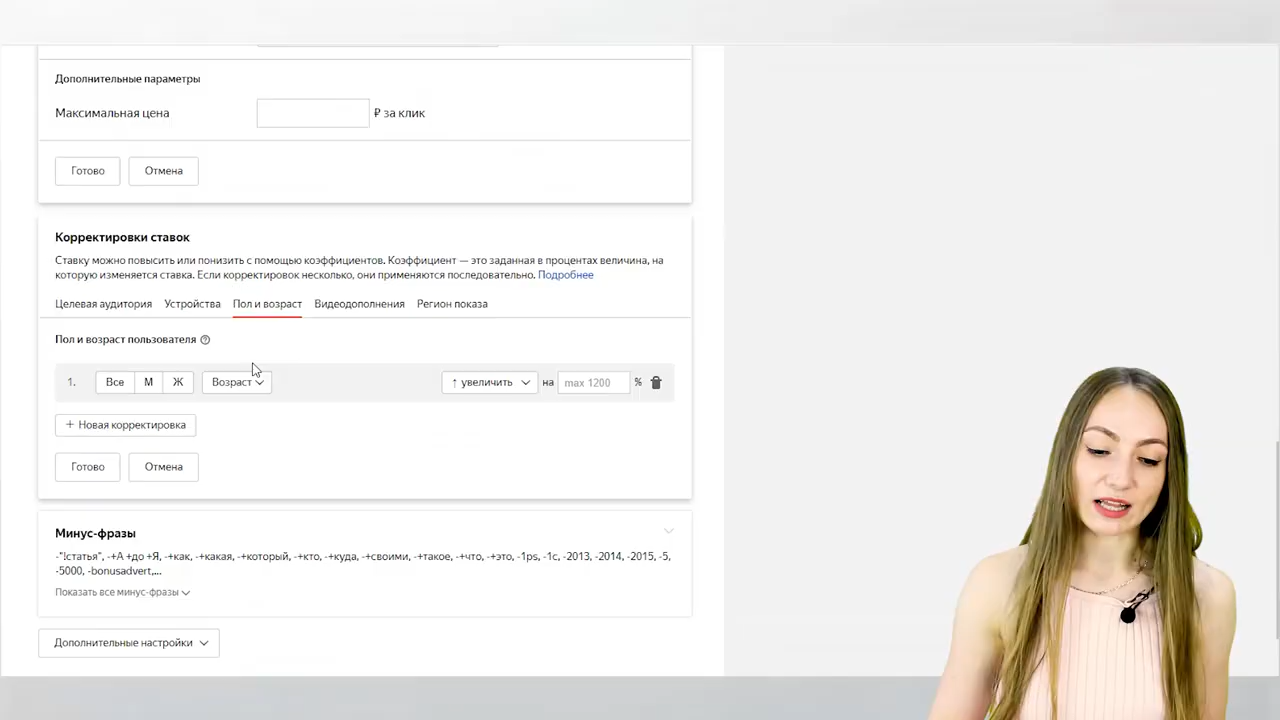 Дополнительные параметры
Максимальная цена ₽ за клик
Готово Отмена
Корректировки ставок
Ставку можно повысить или понизить с помощью коэффициентов. Коэффициент — это заданная в процентах величина, на
которую изменяется ставка. Если корректировок несколько, они применяются последовательно. Подробнее
Целевая аудитория Устройства Пол и возраст Видеодополнения Регион показа
Пол и возраст пользователя ?
1. Все М Ж Возраст ↑ увеличить на max 1200 %
+ Новая корректировка
Готово Отмена
Минус-фразы
-"!статья", -+А +до +Я, -+как, -+какая, -+который, -+кто, -+куда, -+своими, -+такое, -+что, -+это, -1ps, -1с, -2013, -2014, -2015, -5,
-5000, -bonusadvert,...
Показать все минус-фразы
Дополнительные настройки